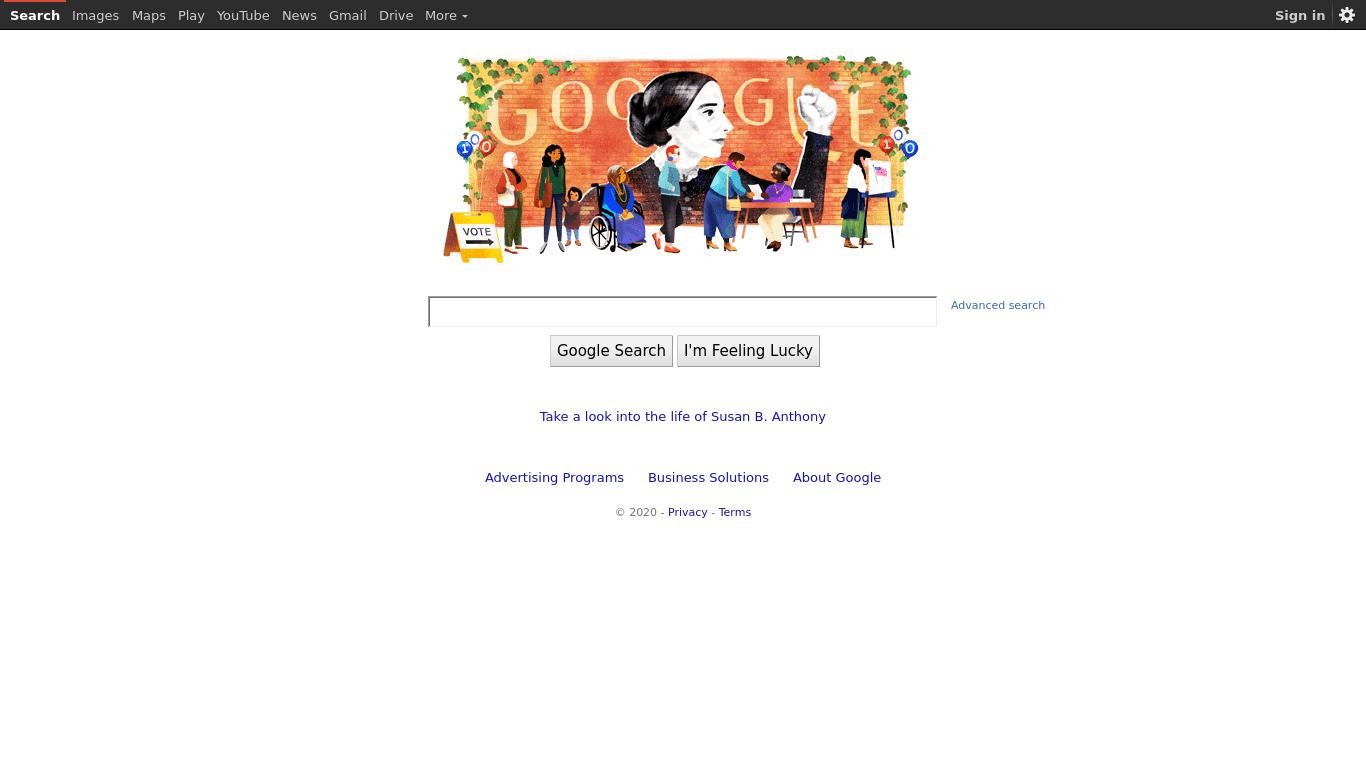 Search Images Maps Play YouTube News Gmail Drive More
Sign in
GOOGLE
100
100
VOTE
Advanced search
Google Search
I'm Feeling Lucky
Take a look into the life of Susan B. Anthony
Advertising Programs Business Solutions About Google
© 2020 - Privacy - Terms